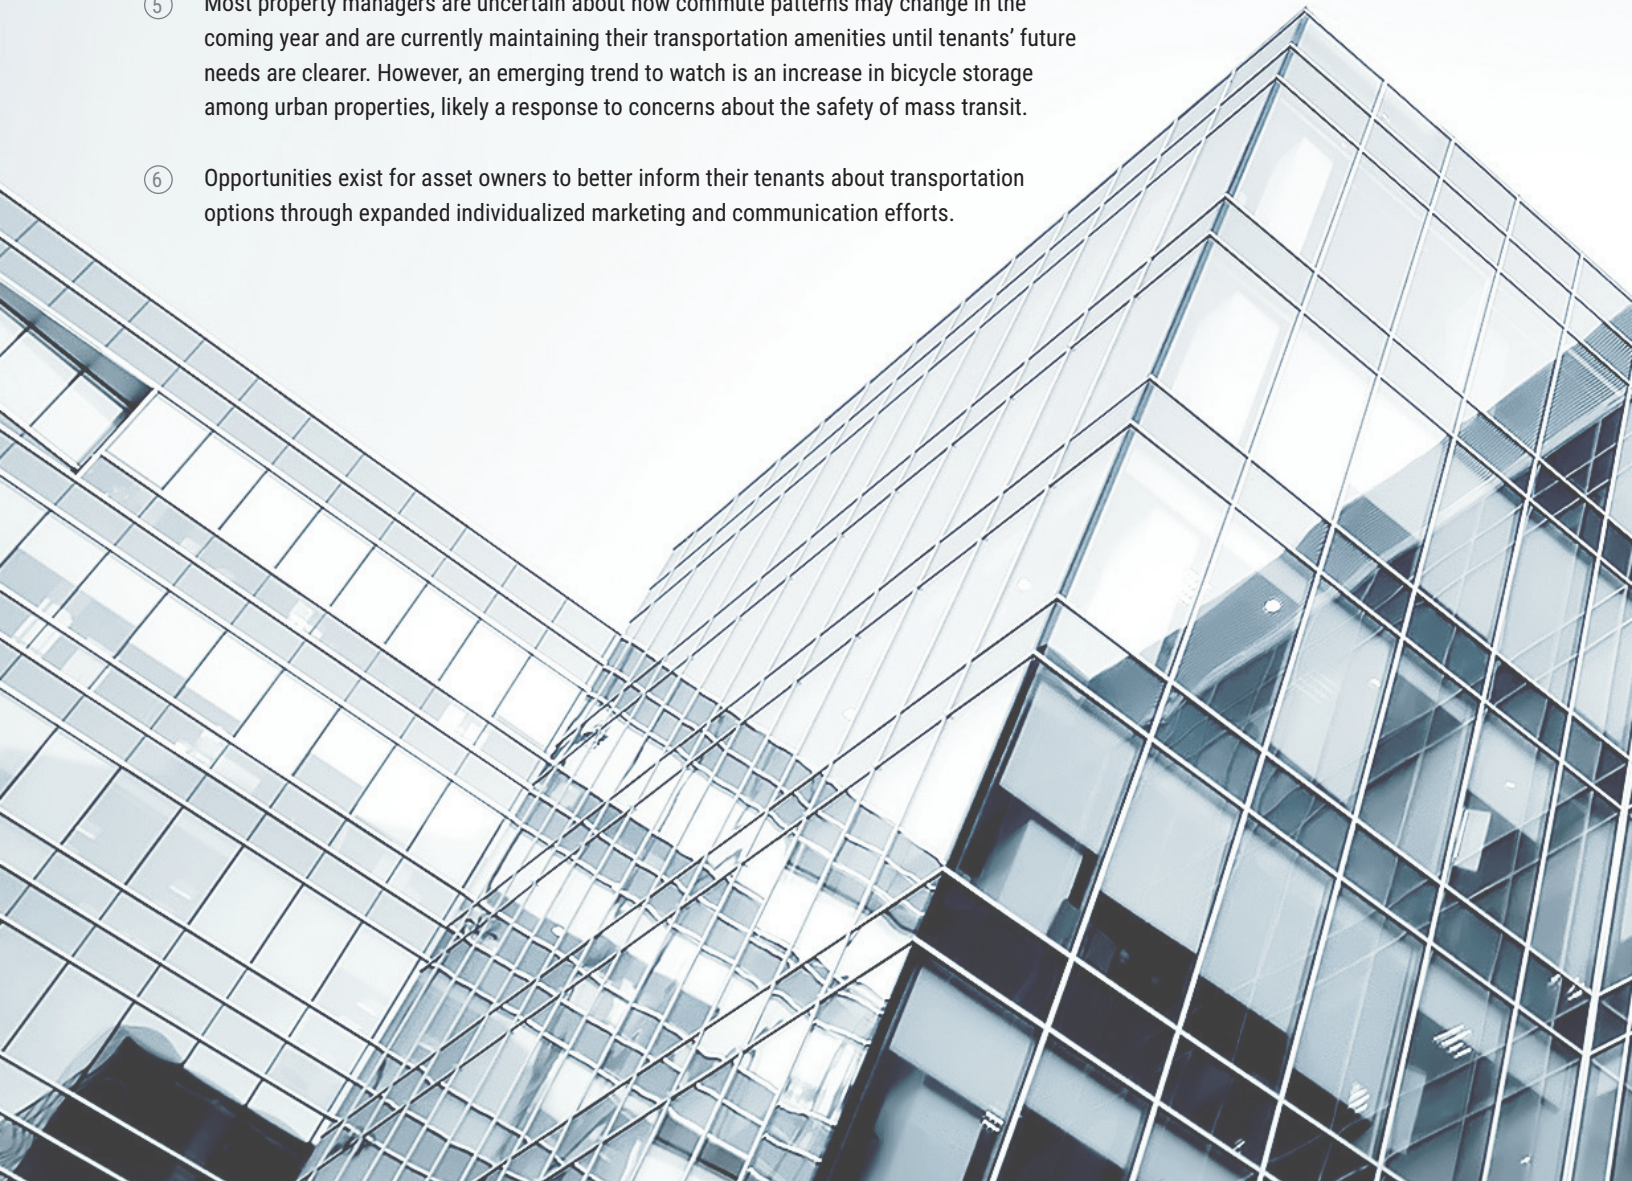 5 Most property managers are uncertain about how commute patterns may change in the
coming year and are currently maintaining their transportation amenities until tenants’ future
needs are clearer. However, an emerging trend to watch is an increase in bicycle storage
among urban properties, likely a response to concerns about the safety of mass transit.
6 Opportunities exist for asset owners to better inform their tenants about transportation
options through expanded individualized marketing and communication efforts.